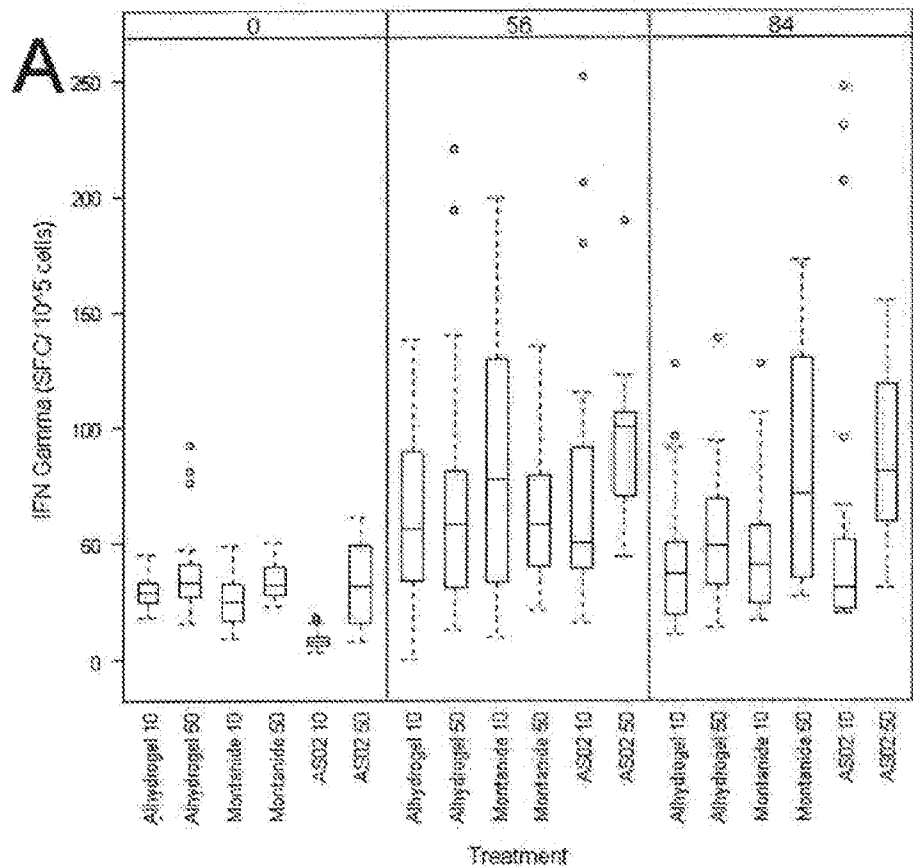 A
0 56 84
IFN Gamma (SFC/ 10^5 cells)
250
200
150
100
50
0
Alhydrogel 10
Alhydrogel 50
Montanide 10
Montanide 50
AS02 10
AS02 50
Alhydrogel 10
Alhydrogel 50
Montanide 10
Montanide 50
AS02 10
AS02 50
Alhydrogel 10
Alhydrogel 50
Montanide 10
Montanide 50
AS02 10
AS02 50
Treatment